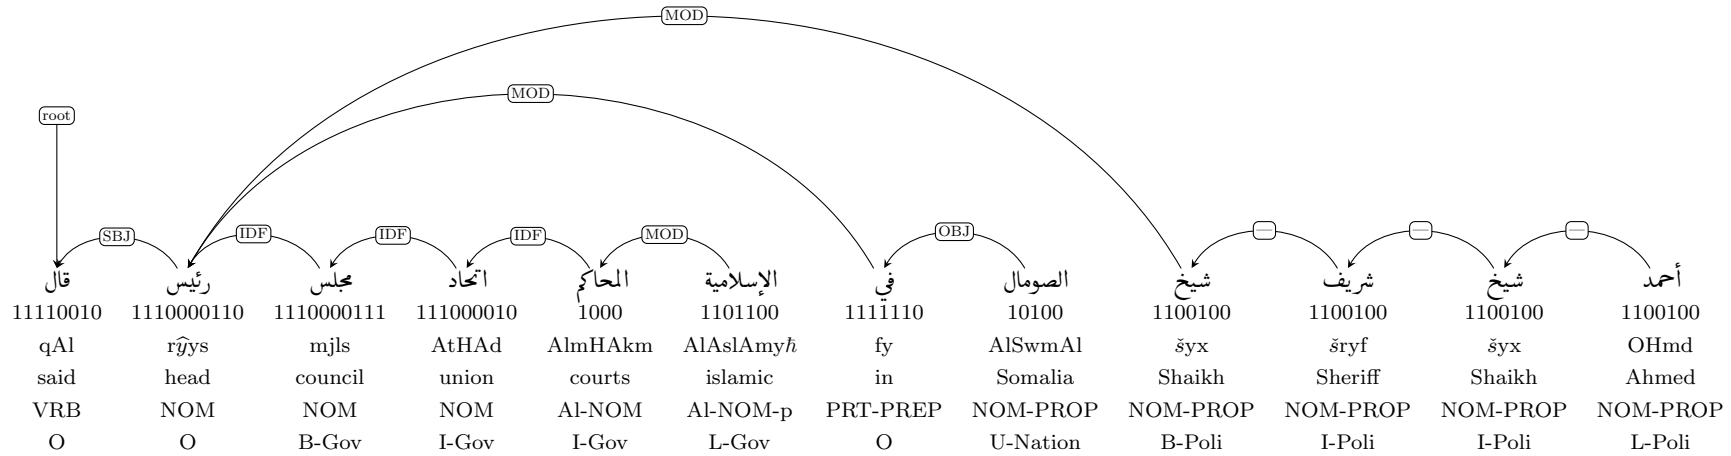 MOD
MOD
root
SBJ IDF IDF IDF MOD OBJ — — —
قال رئيس مجلس اتحاد المحاكم الإسلامية في الصومال شيخ شريف شيخ أحمد
11110010 1110000110 1110000111 111000010 1000 1101100 1111110 10100 1100100 1100100 1100100 1100100
qAl rŷys mjls AtHAd AlmHAkm AlAslAmyħ fy AlSwmAl šyx šryf šyx OHmd
said head council union courts islamic in Somalia Shaikh Sheriff Shaikh Ahmed
VRB NOM NOM NOM Al-NOM Al-NOM-p PRT-PREP NOM-PROP NOM-PROP NOM-PROP NOM-PROP NOM-PROP
O O B-Gov I-Gov I-Gov L-Gov O U-Nation B-Poli I-Poli I-Poli L-Poli